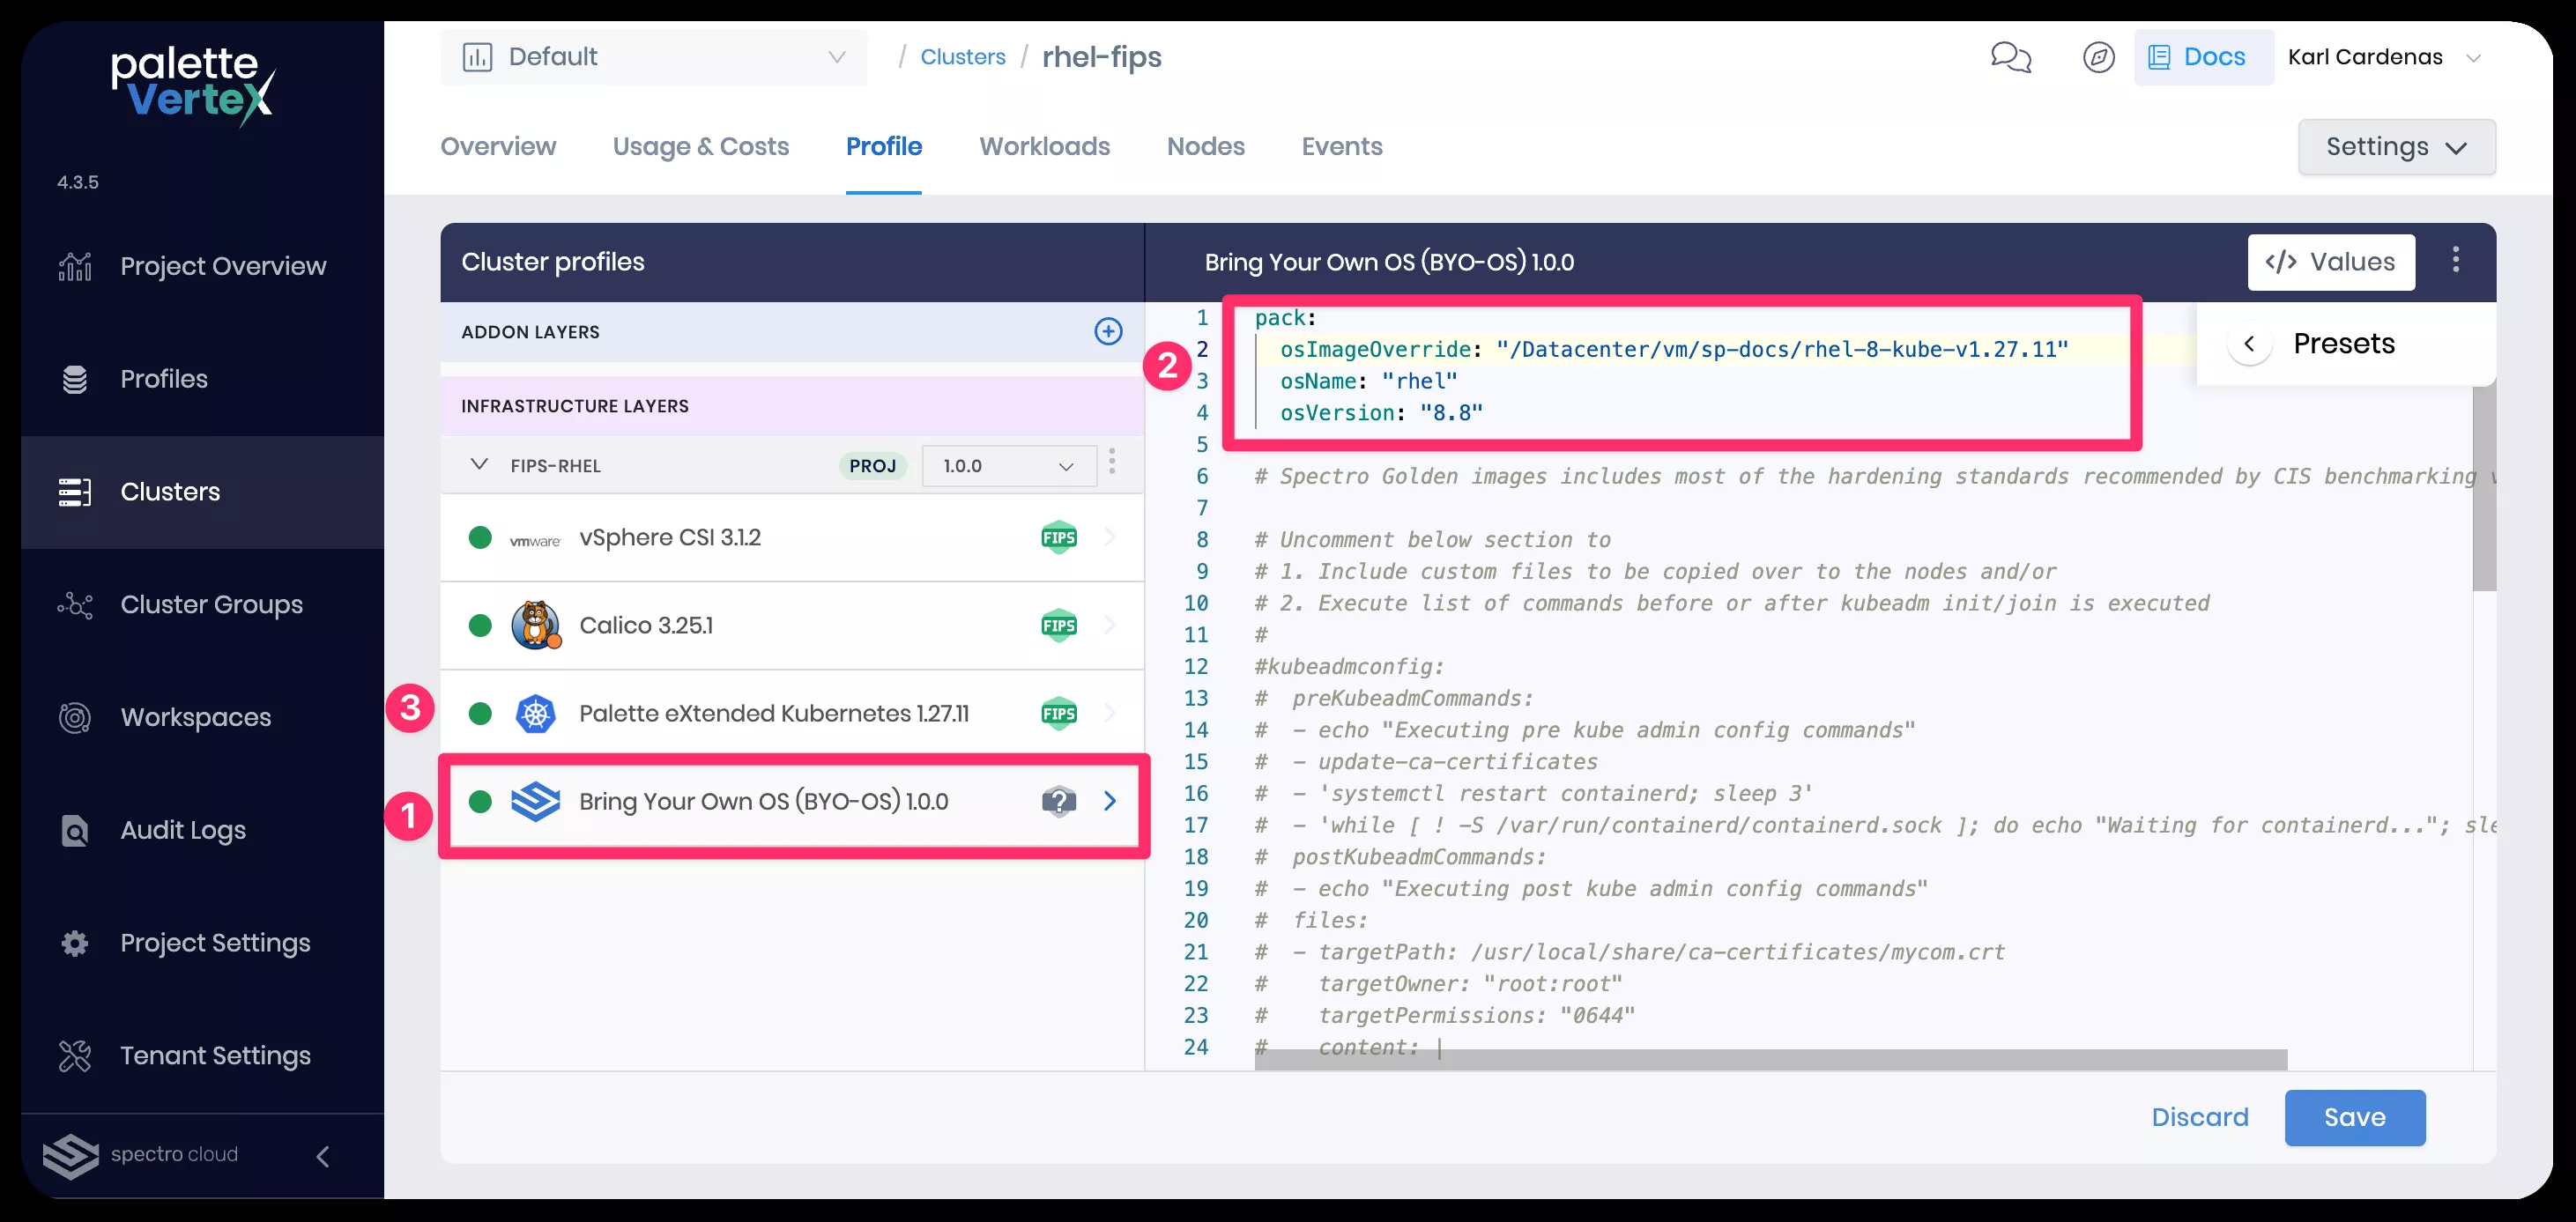 palette
VerteX
4.3.5
Project Overview
Profiles
Clusters
Cluster Groups
Workspaces
Audit Logs
Project Settings
Tenant Settings
spectro cloud
Default
/ Clusters / rhel-fips
Docs
Karl Cardenas
Overview
Usage & Costs
Profile
Workloads
Nodes
Events
Settings
Cluster profiles
ADDON LAYERS
INFRASTRUCTURE LAYERS
FIPS-RHEL PROJ 1.0.0
vmware vSphere CSI 3.1.2 FIPS
Calico 3.25.1 FIPS
3 Palette eXtended Kubernetes 1.27.11 FIPS
1 Bring Your Own OS (BYO-OS) 1.0.0 ?
Bring Your Own OS (BYO-OS) 1.0.0
</> Values
Presets
2
1 pack:
2 osImageOverride: "/Datacenter/vm/sp-docs/rhel-8-kube-v1.27.11"
3 osName: "rhel"
4 osVersion: "8.8"
5
6 # Spectro Golden images includes most of the hardening standards recommended by CIS benchmarking
7
8 # Uncomment below section to
9 # 1. Include custom files to be copied over to the nodes and/or
10 # 2. Execute list of commands before or after kubeadm init/join is executed
11 #
12 #kubeadmconfig:
13 # preKubeadmCommands:
14 # - echo "Executing pre kube admin config commands"
15 # - update-ca-certificates
16 # - 'systemctl restart containerd; sleep 3'
17 # - 'while [ ! -S /var/run/containerd/containerd.sock ]; do echo "Waiting for containerd...";
18 # postKubeadmCommands:
19 # - echo "Executing post kube admin config commands"
20 # files:
21 # - targetPath: /usr/local/share/ca-certificates/mycom.crt
22 # targetOwner: "root:root"
23 # targetPermissions: "0644"
24 # content: |
Discard
Save